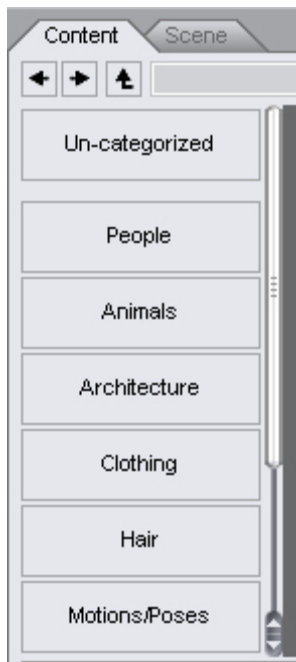 Content Scene
Un-categorized
People
Animals
Architecture
Clothing
Hair
Motions/Poses